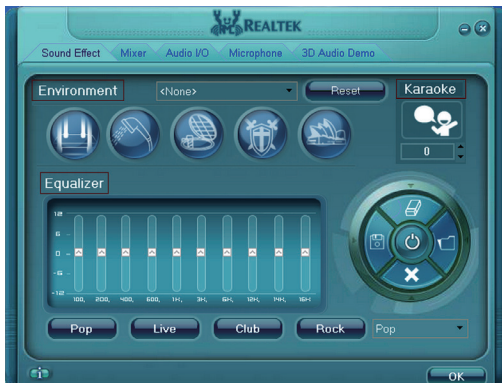 REALTEK
Sound Effect Mixer Audio I/O Microphone 3D Audio Demo
Environment <None> Reset Karaoke
0
Equalizer
12
6
0
-6
-12
100, 200, 400, 600, 1K, 3K, 6K, 12K, 14K, 16K
Pop Live Club Rock Pop
i
OK